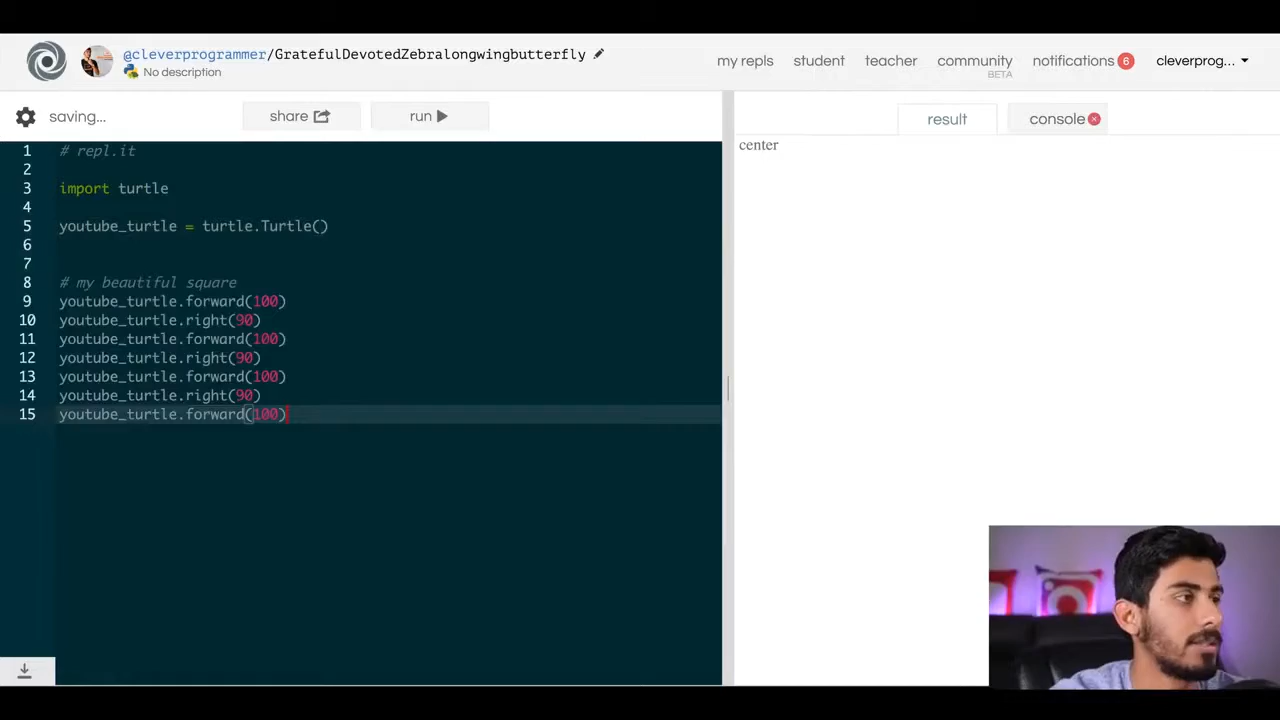 @cleverprogrammer/GratefulDevotedZebralongwingbutterfly
No description
my repls
student
teacher
community
BETA
notifications 6
cleverprog...
saving...
share
run
result
console
1 # repl.it
2
3 import turtle
4
5 youtube_turtle = turtle.Turtle()
6
7
8 # my beautiful square
9 youtube_turtle.forward(100)
10 youtube_turtle.right(90)
11 youtube_turtle.forward(100)
12 youtube_turtle.right(90)
13 youtube_turtle.forward(100)
14 youtube_turtle.right(90)
15 youtube_turtle.forward(100)
center